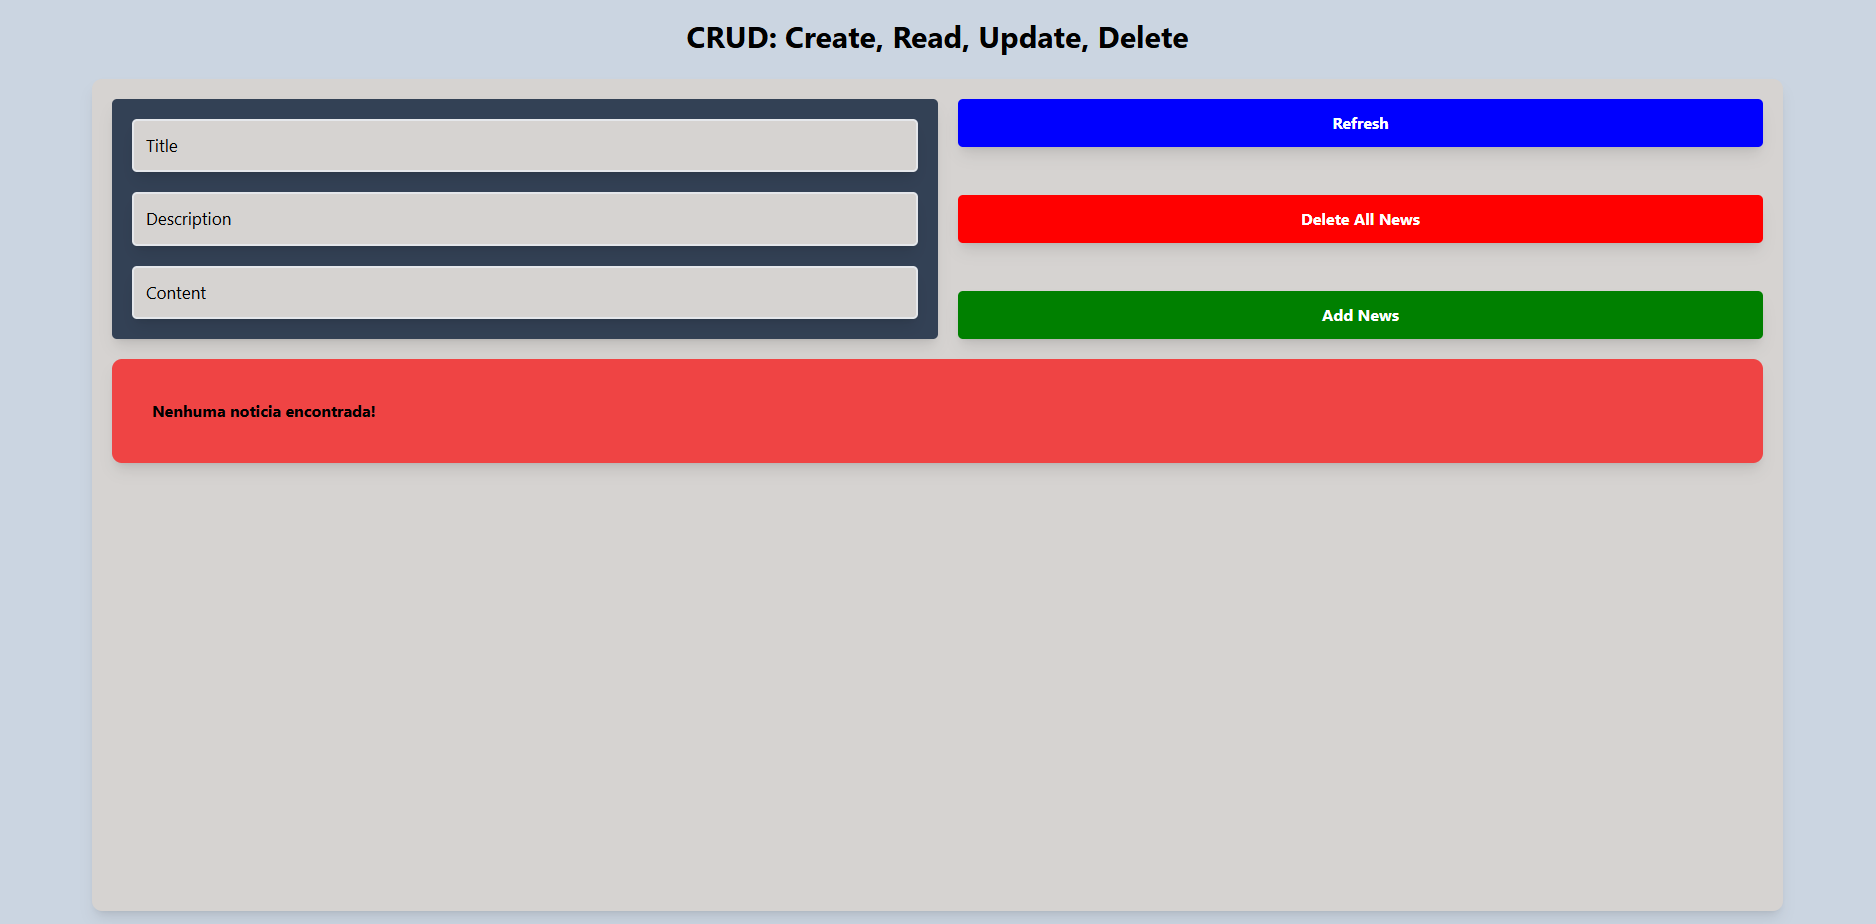 CRUD: Create, Read, Update, Delete
Title
Description
Content
Refresh
Delete All News
Add News
Nenhuma noticia encontrada!